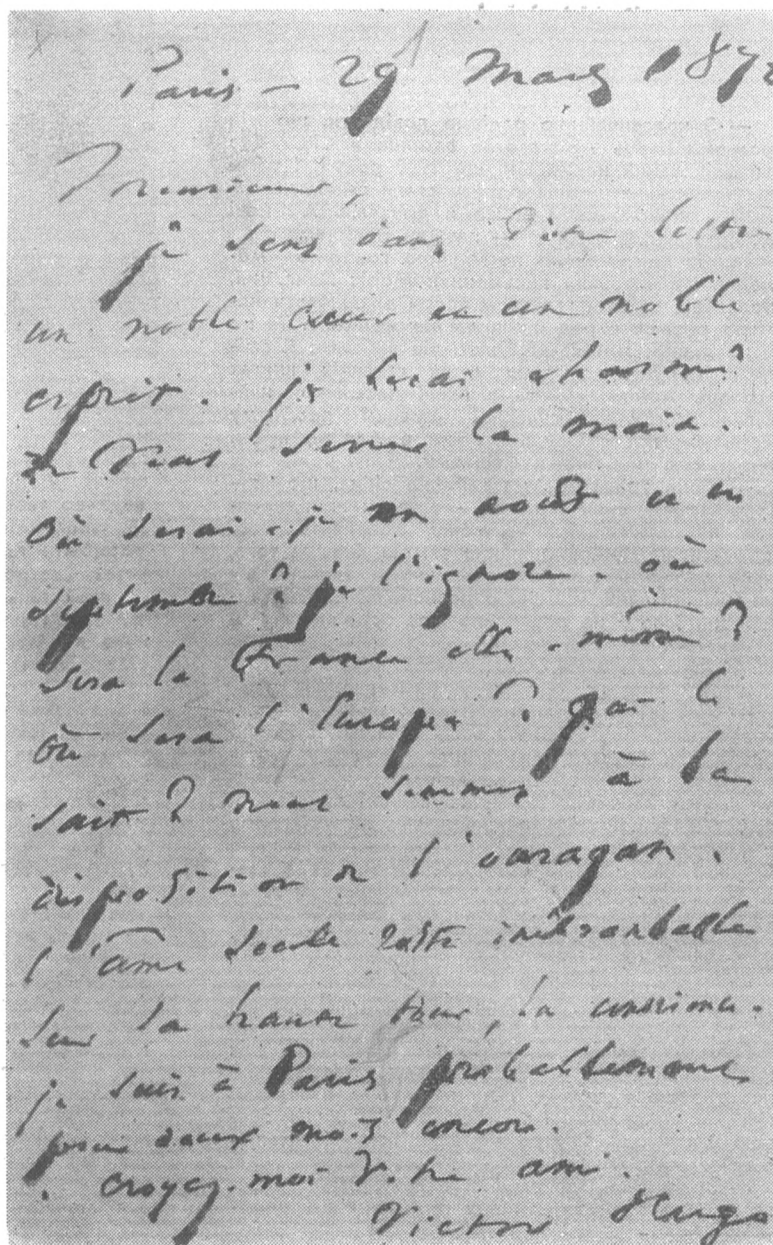 Paris – 29 Mars 1872
Monsieur,
je sens dans votre lettre
un noble cœur et un noble
esprit. je serai charmé
de vous serrer la main.
Où serai-je en août et en
septembre ? je l'ignore. où
sera la France elle-même ?
où sera l'Europe ? qui le
sait ? nous sommes à la
disposition de l'ouragan.
l'âme seule reste inébranlable
sur la haute tour, la conscience.
je suis à Paris probablement
pour deux mois encore.
croyez-moi V.tre ami.
Victor Hugo